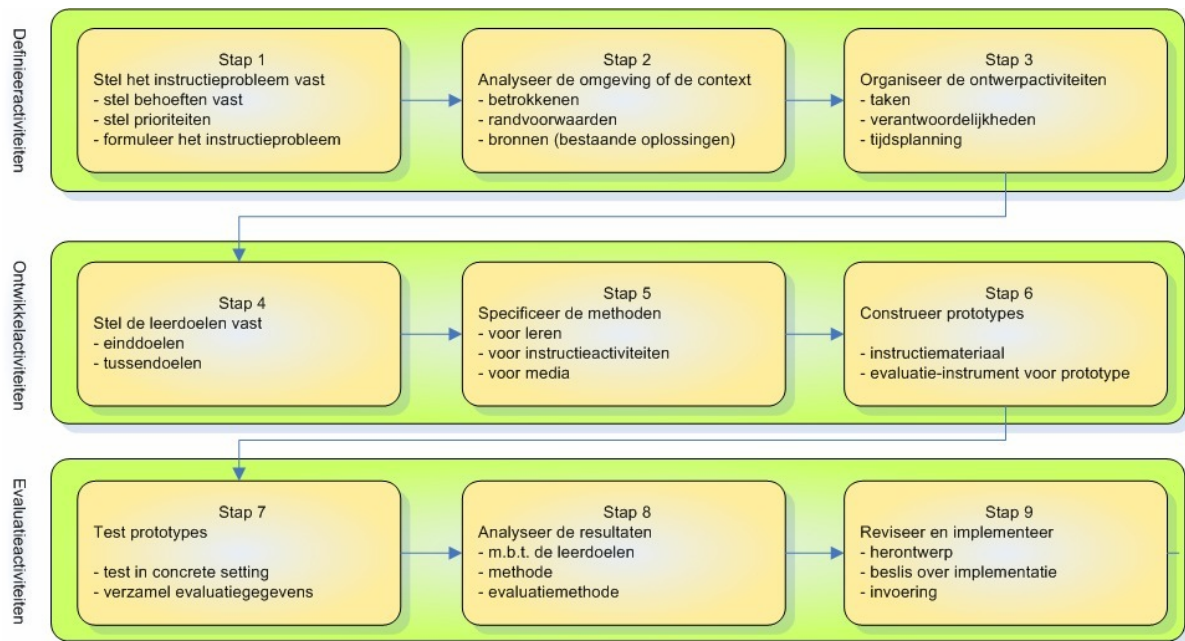 Definieeractiviteiten
Stap 1
Stel het instructieprobleem vast
- stel behoeften vast
- stel prioriteiten
- formuleer het instructieprobleem
Stap 2
Analyseer de omgeving of de context
- betrokkenen
- randvoorwaarden
- bronnen (bestaande oplossingen)
Stap 3
Organiseer de ontwerpactiviteiten
- taken
- verantwoordelijkheden
- tijdsplanning
Ontwikkelactiviteiten
Stap 4
Stel de leerdoelen vast
- einddoelen
- tussendoelen
Stap 5
Specificeer de methoden
- voor leren
- voor instructieactiviteiten
- voor media
Stap 6
Construeer prototypes
- instructiemateriaal
- evaluatie-instrument voor prototype
Evaluatieactiviteiten
Stap 7
Test prototypes
- test in concrete setting
- verzamel evaluatiegegevens
Stap 8
Analyseer de resultaten
- m.b.t. de leerdoelen
- methode
- evaluatiemethode
Stap 9
Reviseer en implementeer
- herontwerp
- beslis over implementatie
- invoering